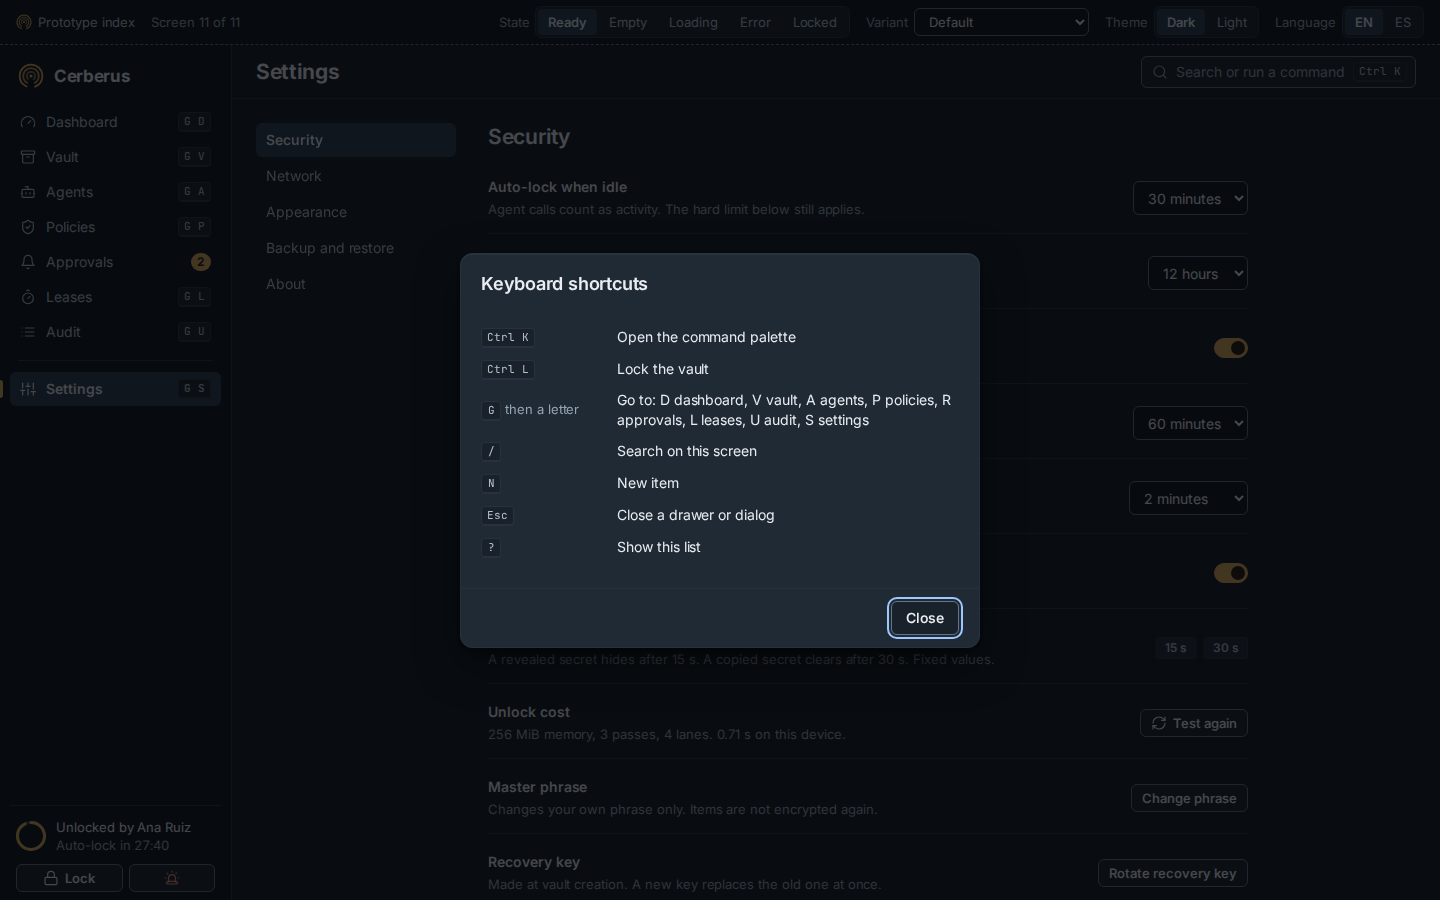 Prototype index
Screen 11 of 11
State
Ready
Empty
Loading
Error
Locked
Variant
Default
Theme
Dark
Light
Language
EN
ES
Cerberus
Settings
Search or run a command
Ctrl K
Dashboard
G D
Vault
G V
Agents
G A
Policies
G P
Approvals
2
Leases
G L
Audit
G U
Settings
G S
Security
Network
Appearance
Backup and restore
About
Security
Auto-lock when idle
Agent calls count as activity. The hard limit below still applies.
30 minutes
12 hours
60 minutes
2 minutes
Keyboard shortcuts
Ctrl K
Open the command palette
Ctrl L
Lock the vault
G then a letter
Go to: D dashboard, V vault, A agents, P policies, R
approvals, L leases, U audit, S settings
/
Search on this screen
N
New item
Esc
Close a drawer or dialog
?
Show this list
Close
A revealed secret hides after 15 s. A copied secret clears after 30 s. Fixed values.
15 s
30 s
Unlock cost
256 MiB memory, 3 passes, 4 lanes. 0.71 s on this device.
Test again
Master phrase
Changes your own phrase only. Items are not encrypted again.
Change phrase
Recovery key
Made at vault creation. A new key replaces the old one at once.
Rotate recovery key
Unlocked by Ana Ruiz
Auto-lock in 27:40
Lock